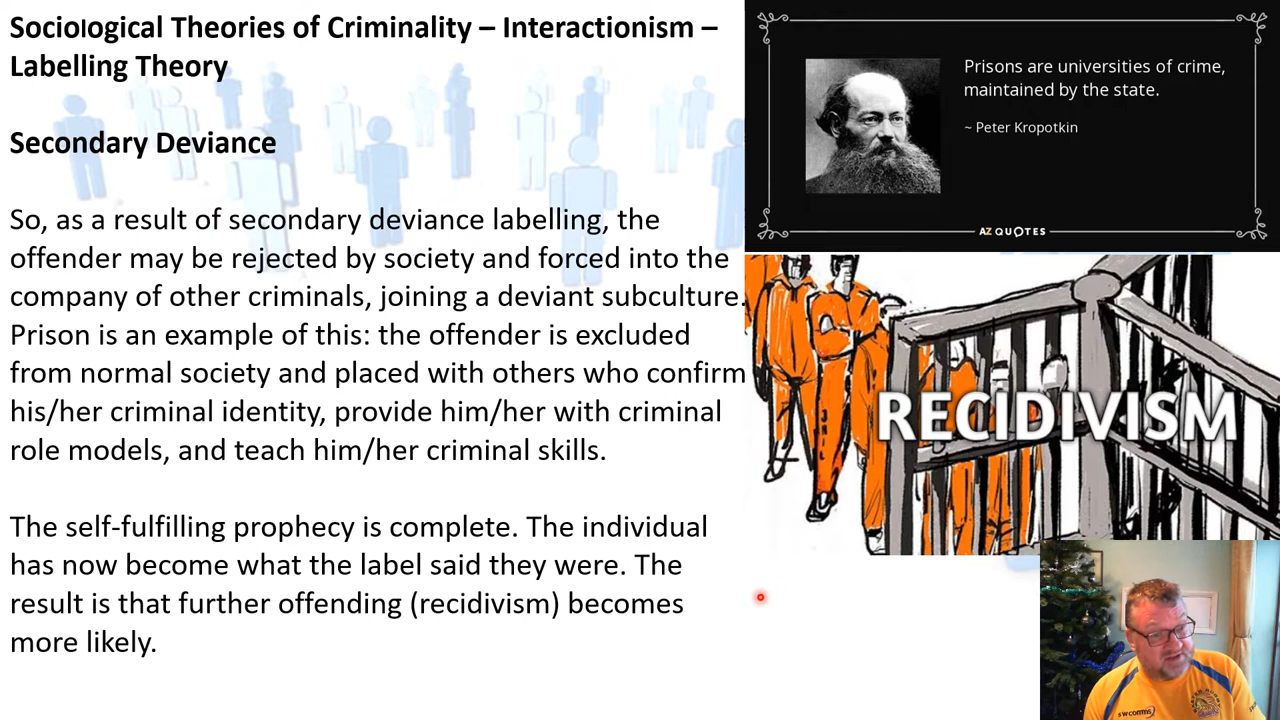 Sociological Theories of Criminality – Interactionism –
Labelling Theory
Secondary Deviance
So, as a result of secondary deviance labelling, the
offender may be rejected by society and forced into the
company of other criminals, joining a deviant subculture.
Prison is an example of this: the offender is excluded
from normal society and placed with others who confirm
his/her criminal identity, provide him/her with criminal
role models, and teach him/her criminal skills.
The self-fulfilling prophecy is complete. The individual
has now become what the label said they were. The
result is that further offending (recidivism) becomes
more likely.
Prisons are universities of crime,
maintained by the state.
~ Peter Kropotkin
AZ QUOTES
RECIDIVISM